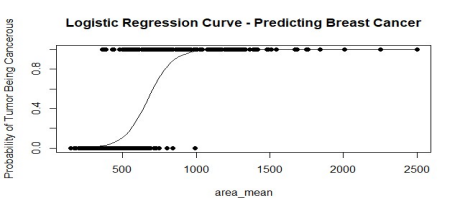 Logistic Regression Curve - Predicting Breast Cancer
Probability of Tumor Being Cancerous
0.8
0.4
0.0
500
1000
1500
2000
2500
area_mean